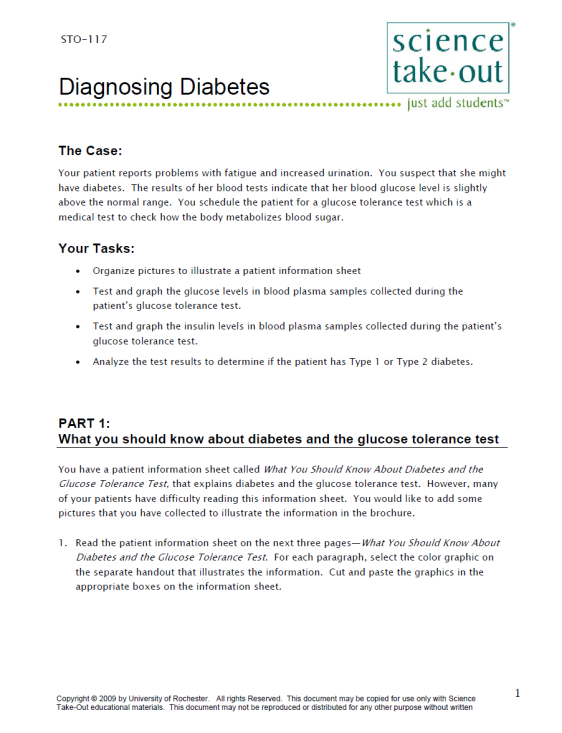 STO-117
science
take·out
®
Diagnosing Diabetes
just add students™
The Case:
Your patient reports problems with fatigue and increased urination.  You suspect that she might
have diabetes.  The results of her blood tests indicate that her blood glucose level is slightly
above the normal range.  You schedule the patient for a glucose tolerance test which is a
medical test to check how the body metabolizes blood sugar.
Your Tasks:
• Organize pictures to illustrate a patient information sheet
• Test and graph the glucose levels in blood plasma samples collected during the
patient's glucose tolerance test.
• Test and graph the insulin levels in blood plasma samples collected during the patient's
glucose tolerance test.
• Analyze the test results to determine if the patient has Type 1 or Type 2 diabetes.
PART 1:
What you should know about diabetes and the glucose tolerance test
You have a patient information sheet called What You Should Know About Diabetes and the
Glucose Tolerance Test, that explains diabetes and the glucose tolerance test.  However, many
of your patients have difficulty reading this information sheet.  You would like to add some
pictures that you have collected to illustrate the information in the brochure.
1. Read the patient information sheet on the next three pages—What You Should Know About
Diabetes and the Glucose Tolerance Test.  For each paragraph, select the color graphic on
the separate handout that illustrates the information.  Cut and paste the graphics in the
appropriate boxes on the information sheet.
Copyright © 2009 by University of Rochester.   All rights Reserved.  This document may be copied for use only with Science
Take-Out educational materials.  This document may not be reproduced or distributed for any other purpose without written
1